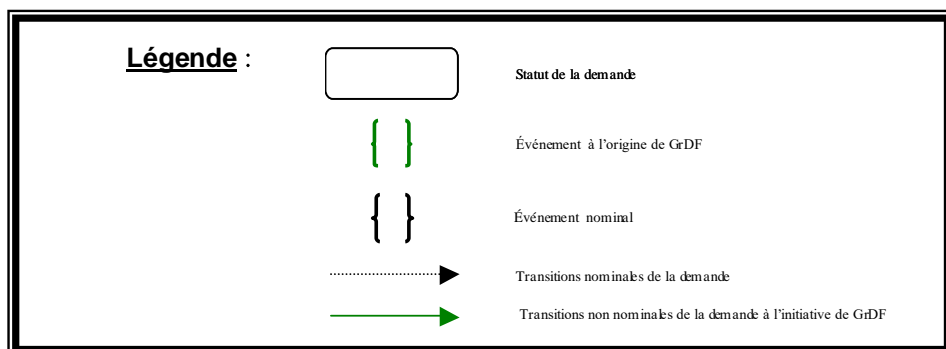 Légende :
Statut de la demande
Événement à l'origine de GrDF
Événement nominal
Transitions nominales de la demande
Transitions non nominales de la demande à l'initiative de GrDF